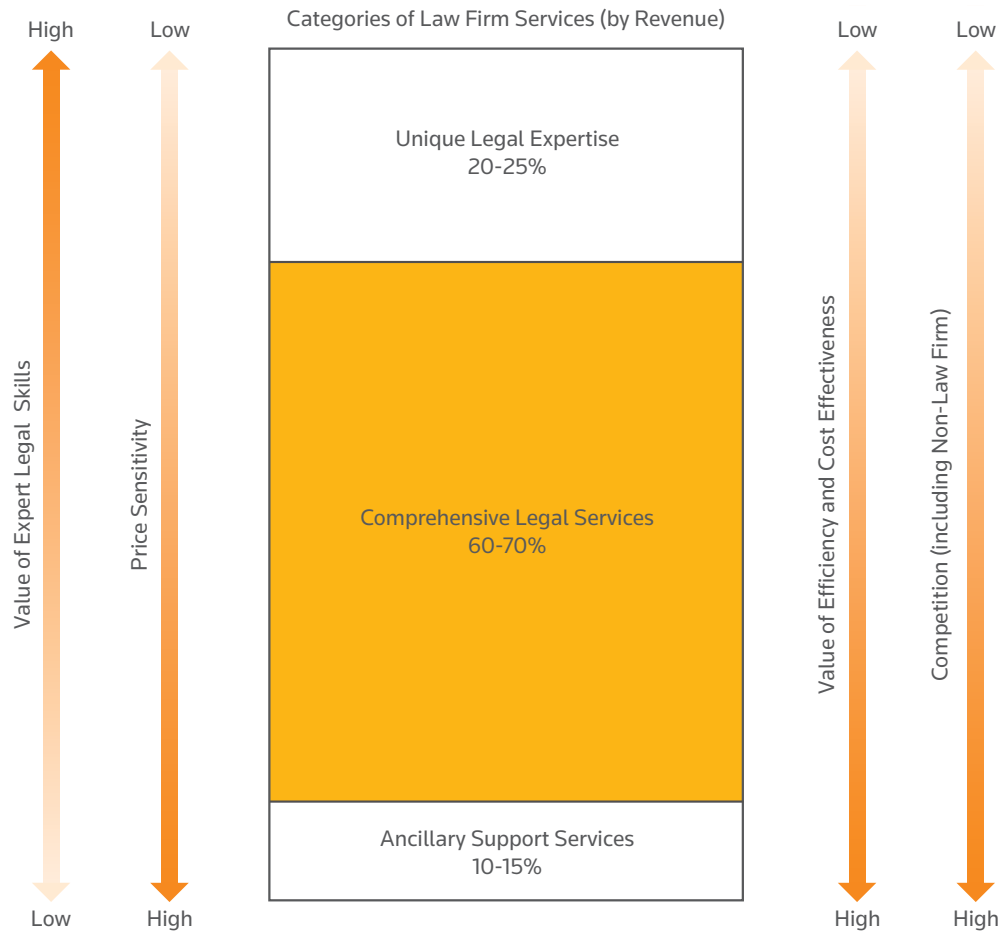 Categories of Law Firm Services (by Revenue)
High
Low
Low
Low
Unique Legal Expertise
20-25%
Value of Expert Legal Skills
Price Sensitivity
Comprehensive Legal Services
60-70%
Value of Efficiency and Cost Effectiveness
Competition (including Non-Law Firm)
Ancillary Support Services
10-15%
Low
High
High
High